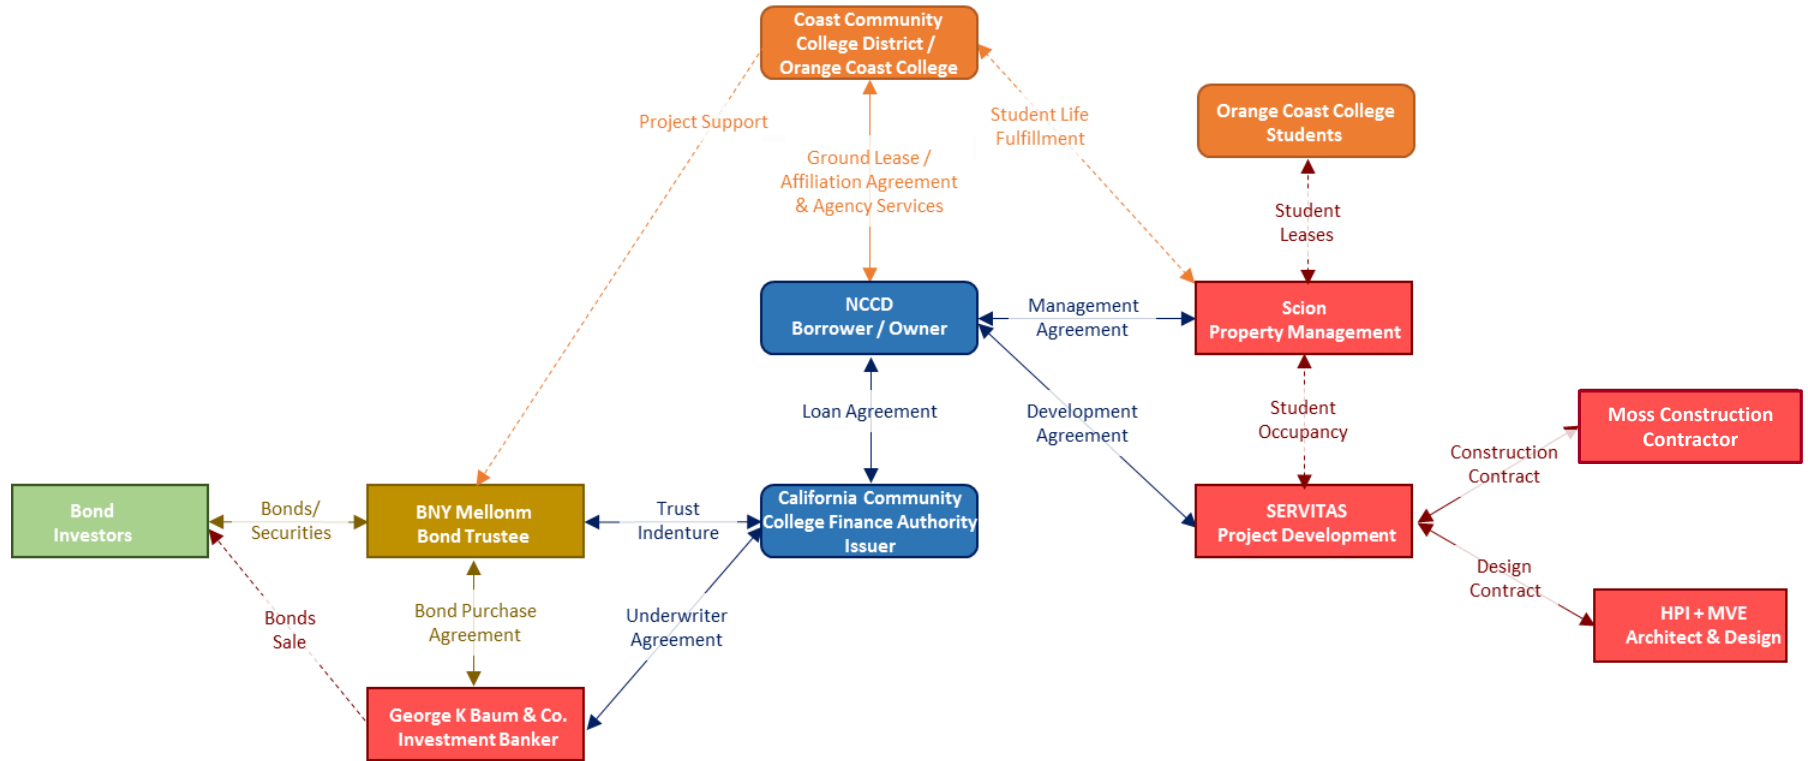 Coast Community
College District /
Orange Coast College
Project Support
Student Life
Fulfillment
Orange Coast College
Students
Ground Lease /
Affiliation Agreement
& Agency Services
Student
Leases
NCCD
Borrower / Owner
Management
Agreement
Scion
Property Management
Loan Agreement
Development
Agreement
Student
Occupancy
Moss Construction
Contractor
Construction
Contract
Bond
Investors
Bonds/
Securities
BNY Mellonm
Bond Trustee
Trust
Indenture
California Community
College Finance Authority
Issuer
SERVITAS
Project Development
Design
Contract
Bonds
Sale
Bond Purchase
Agreement
Underwriter
Agreement
HPI + MVE
Architect & Design
George K Baum & Co.
Investment Banker